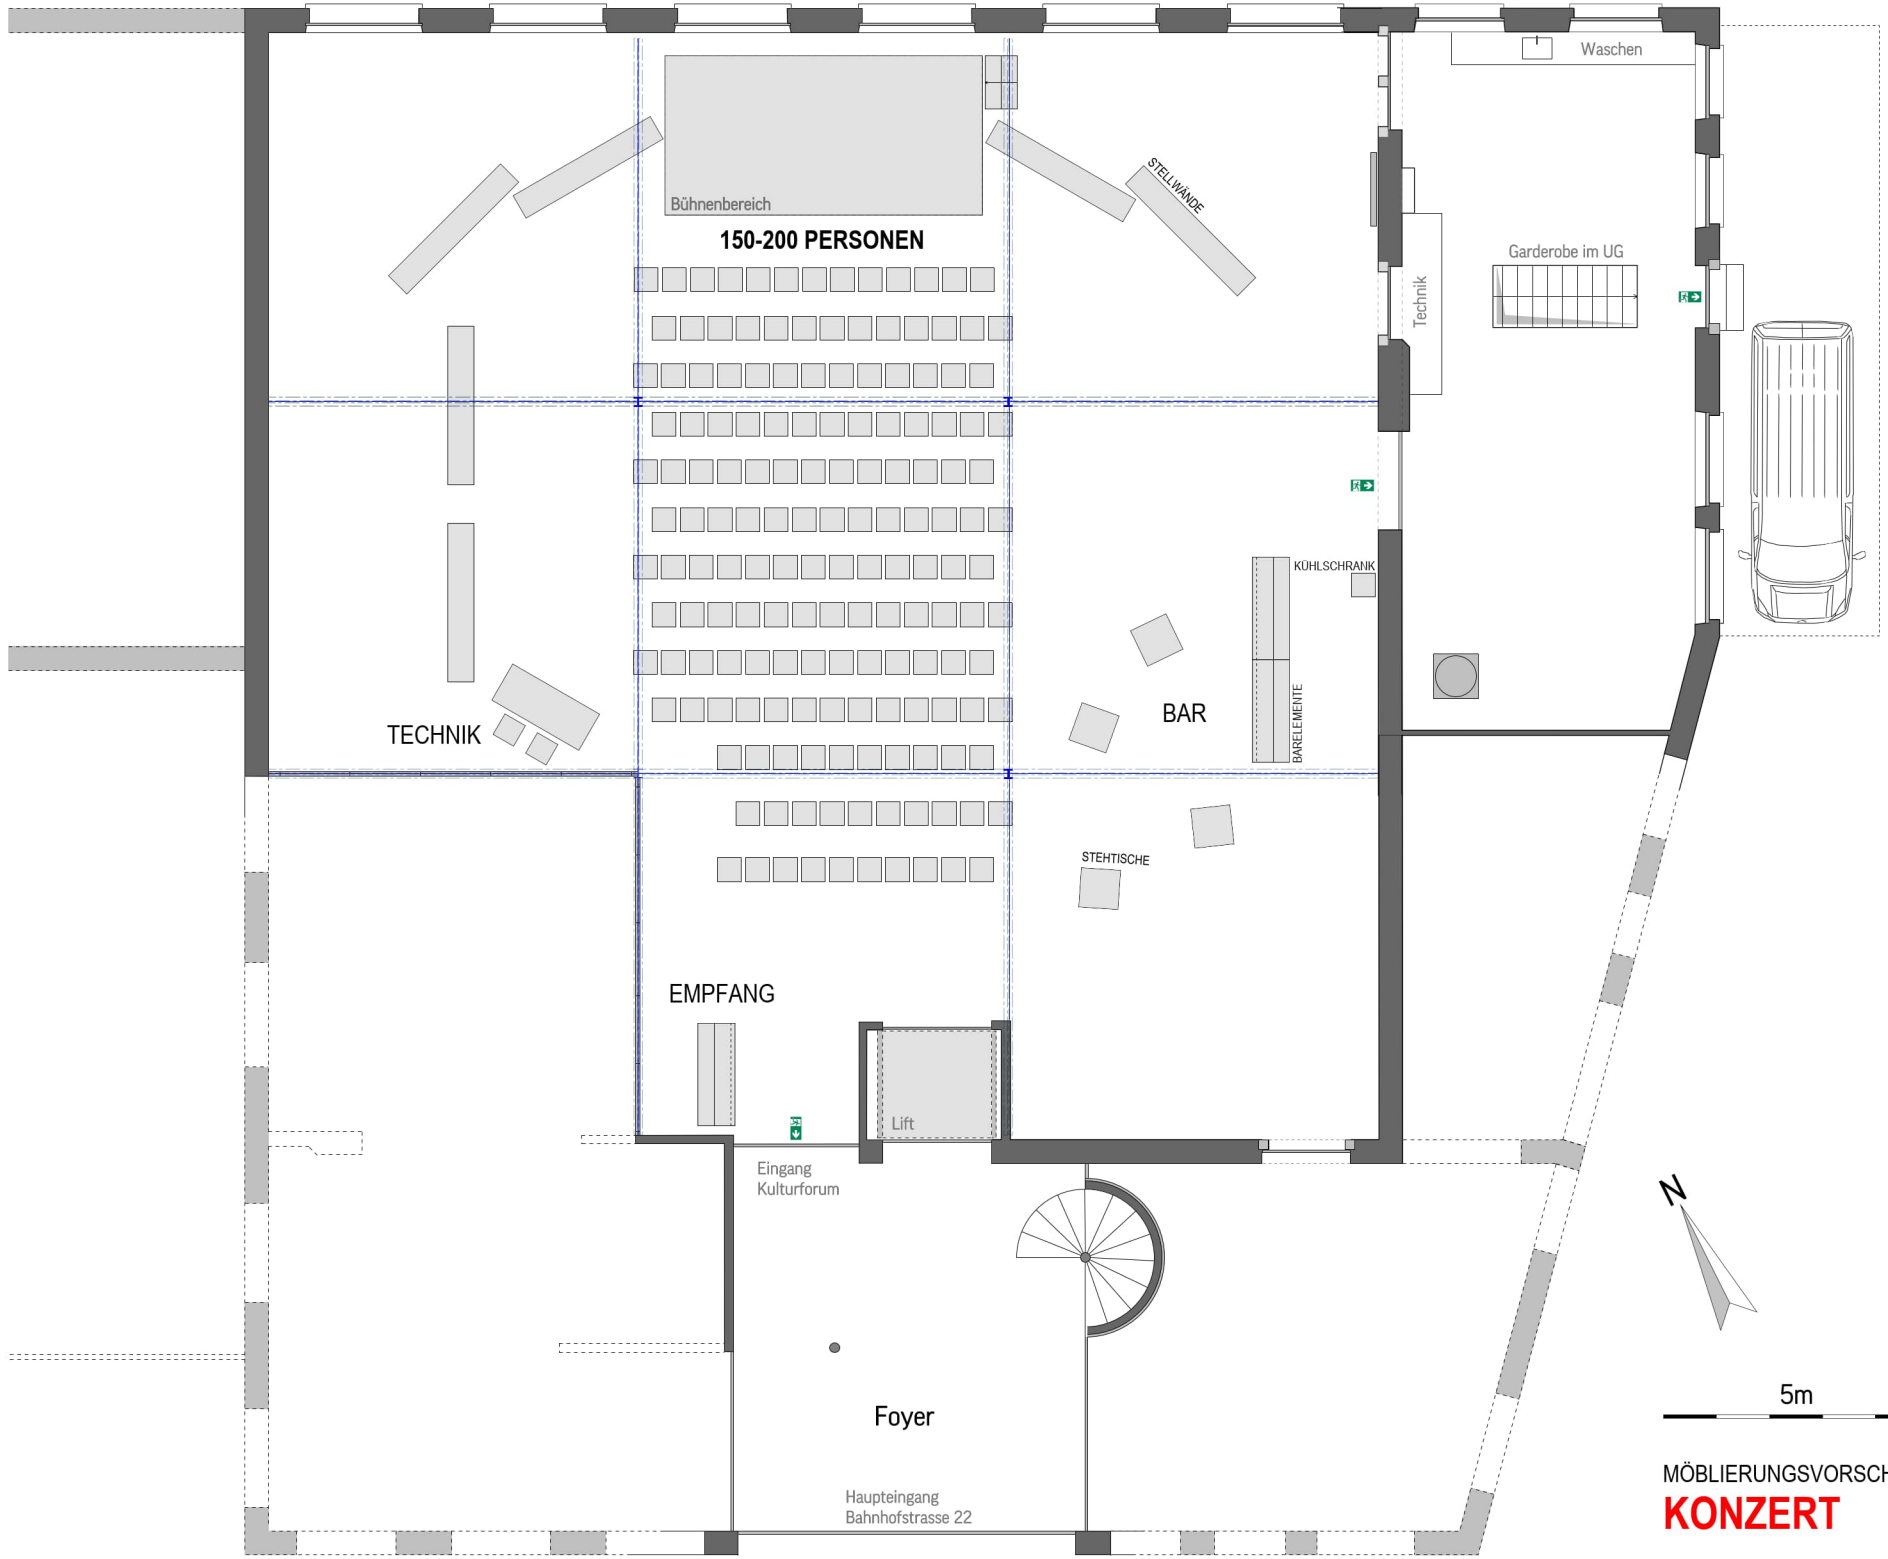 Waschen
STELLWÄNDE
Bühnenbereich
150-200 PERSONEN
Garderobe im UG
Technik
KÜHLSCHRANK
BARELEMENTE
BAR
TECHNIK
STEHTISCHE
EMPFANG
Lift
Eingang
Kulturforum
N
5m
Foyer
MÖBLIERUNGSVORSCH
KONZERT
Haupteingang
Bahnhofstrasse 22